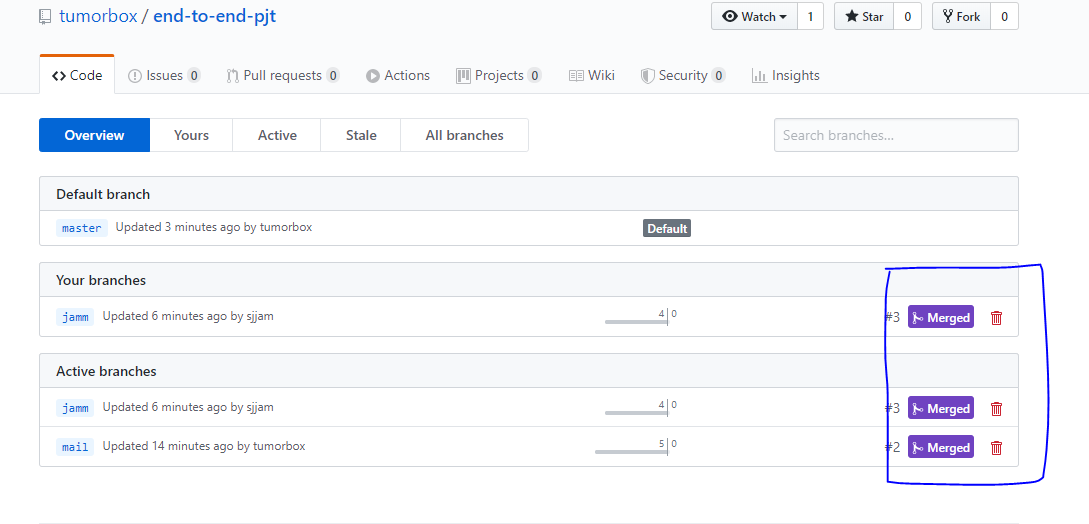 tumorbox / end-to-end-pjt Watch 1 Star 0 Fork 0
Code Issues 0 Pull requests 0 Actions Projects 0 Wiki Security 0 Insights
Overview Yours Active Stale All branches Search branches...
Default branch
master Updated 3 minutes ago by tumorbox Default
Your branches
jamm Updated 6 minutes ago by sjjam 4 0 #3 Merged
Active branches
jamm Updated 6 minutes ago by sjjam 4 0 #3 Merged
mail Updated 14 minutes ago by tumorbox 5 0 #2 Merged